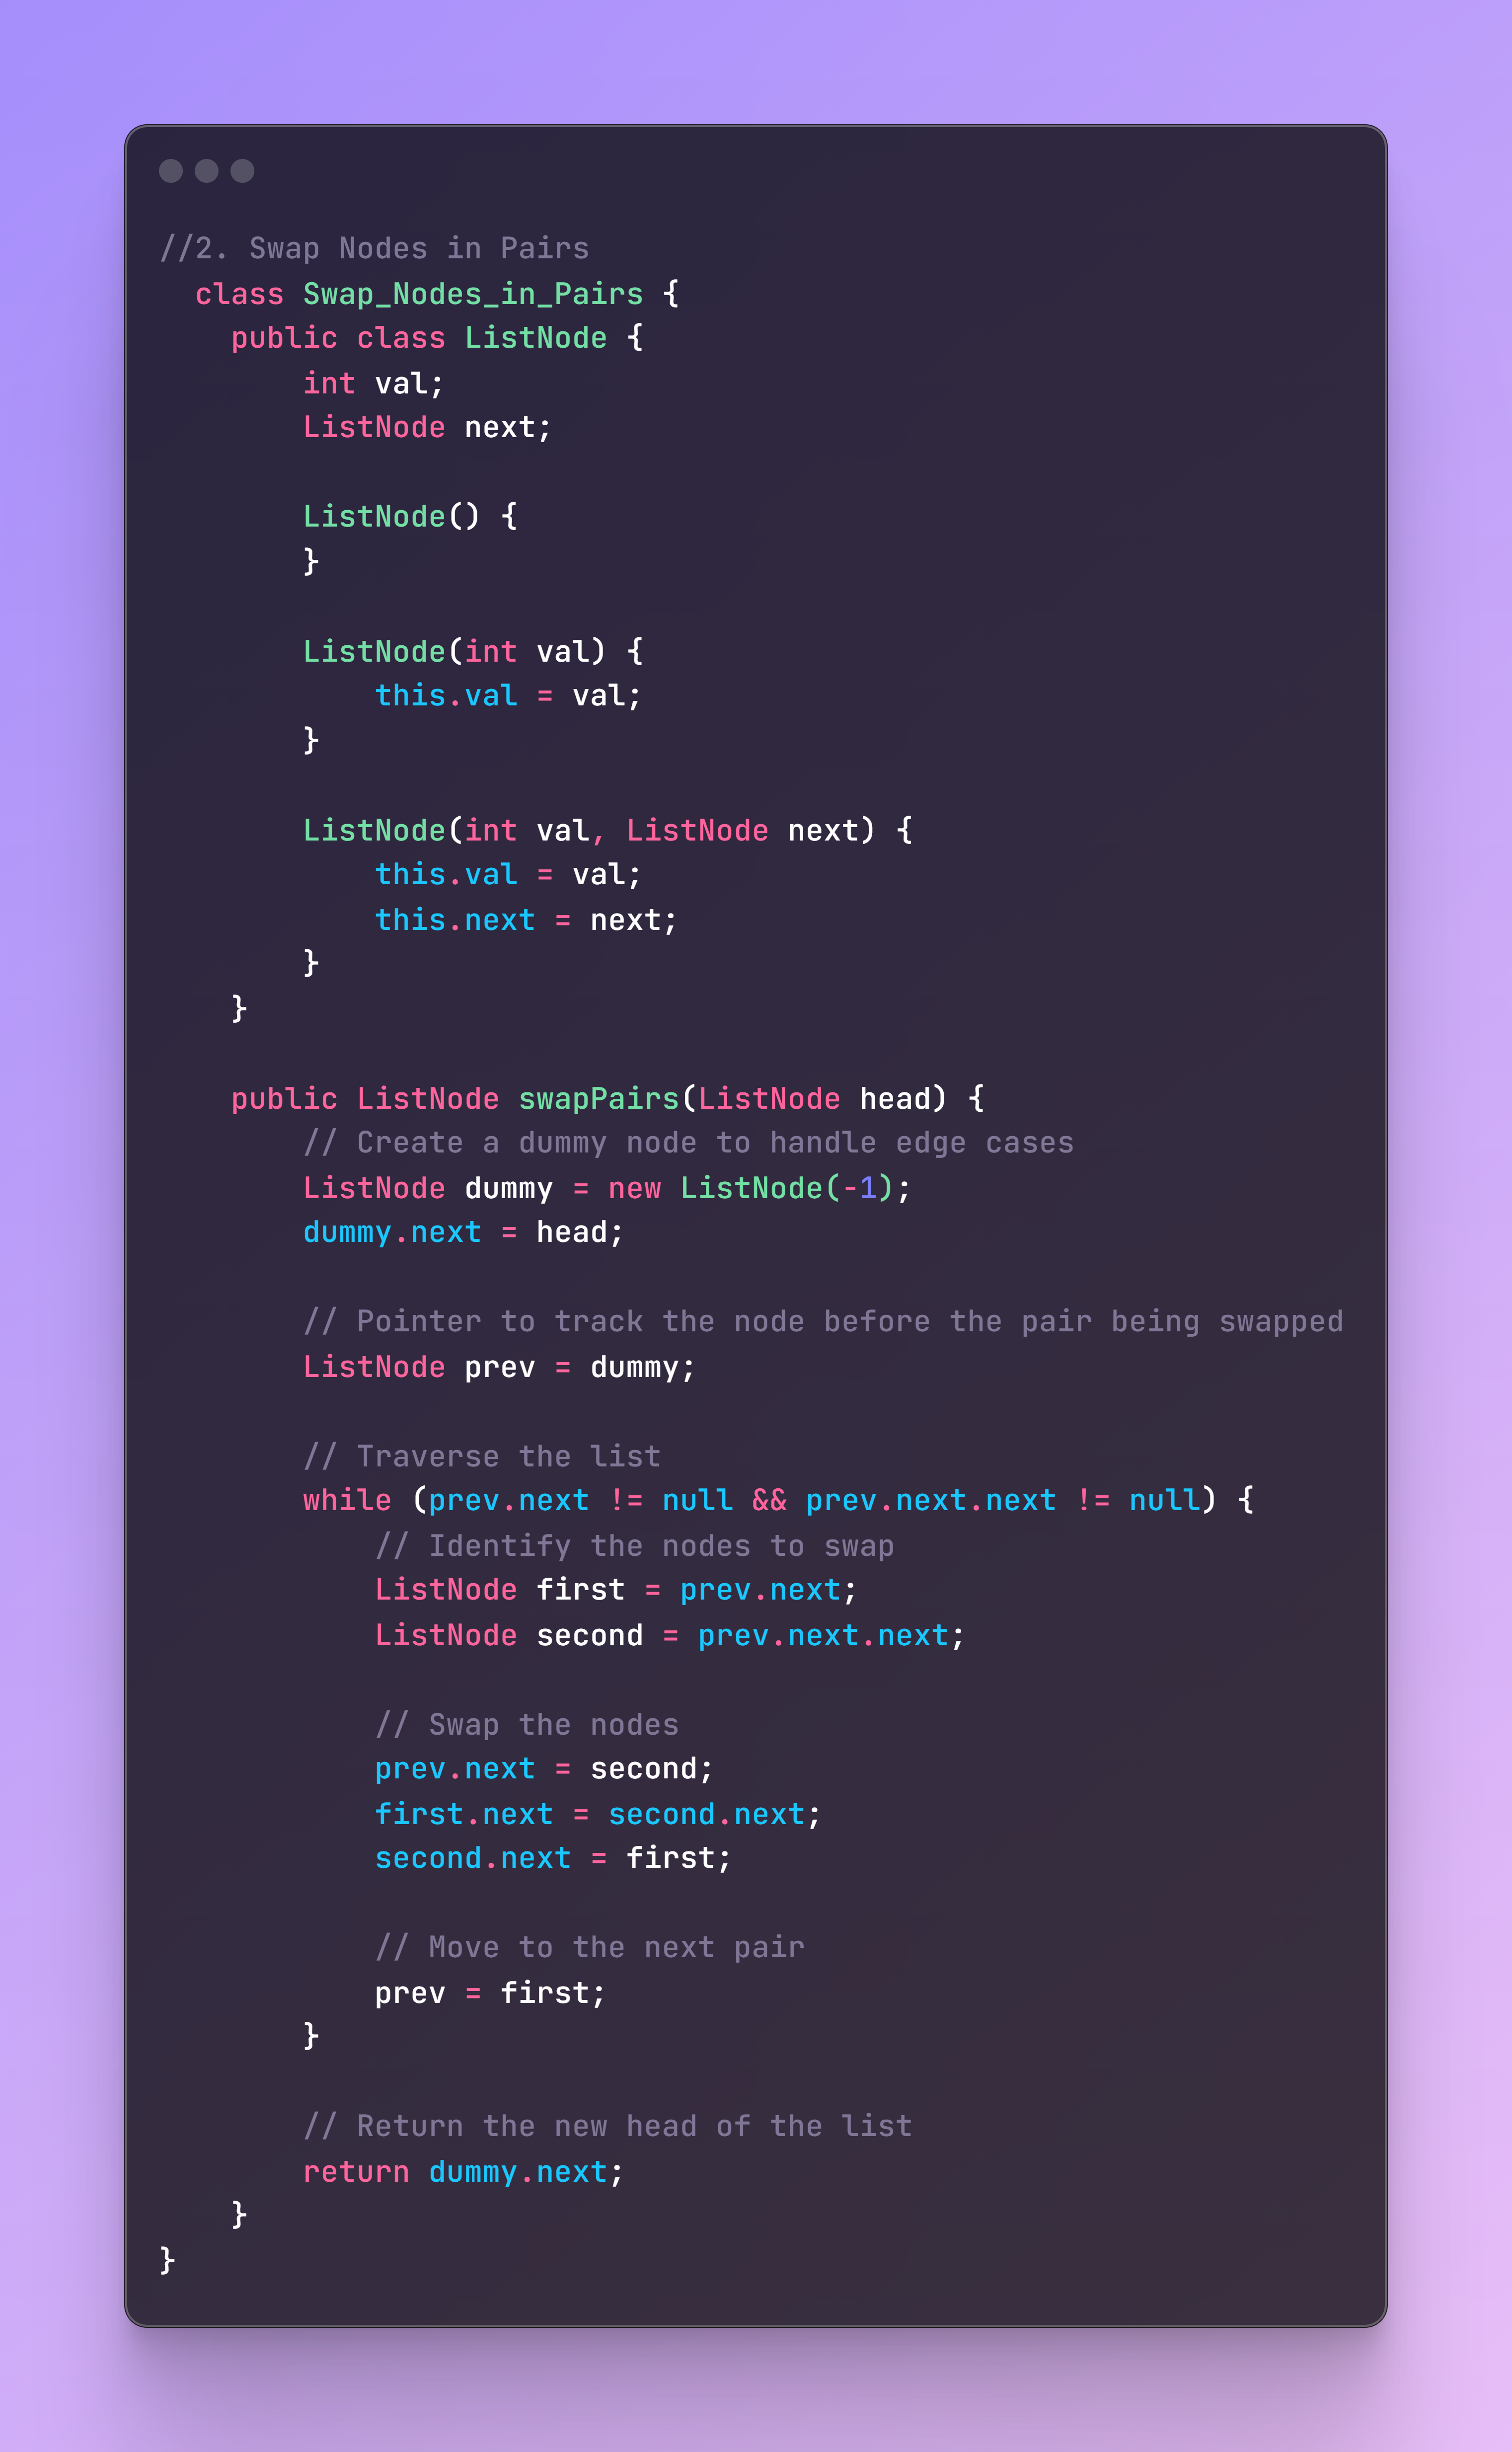 //2. Swap Nodes in Pairs
  class Swap_Nodes_in_Pairs {
    public class ListNode {
        int val;
        ListNode next;

        ListNode() {
        }

        ListNode(int val) {
            this.val = val;
        }

        ListNode(int val, ListNode next) {
            this.val = val;
            this.next = next;
        }
    }

    public ListNode swapPairs(ListNode head) {
        // Create a dummy node to handle edge cases
        ListNode dummy = new ListNode(-1);
        dummy.next = head;

        // Pointer to track the node before the pair being swapped
        ListNode prev = dummy;

        // Traverse the list
        while (prev.next != null && prev.next.next != null) {
            // Identify the nodes to swap
            ListNode first = prev.next;
            ListNode second = prev.next.next;

            // Swap the nodes
            prev.next = second;
            first.next = second.next;
            second.next = first;

            // Move to the next pair
            prev = first;
        }

        // Return the new head of the list
        return dummy.next;
    }
}